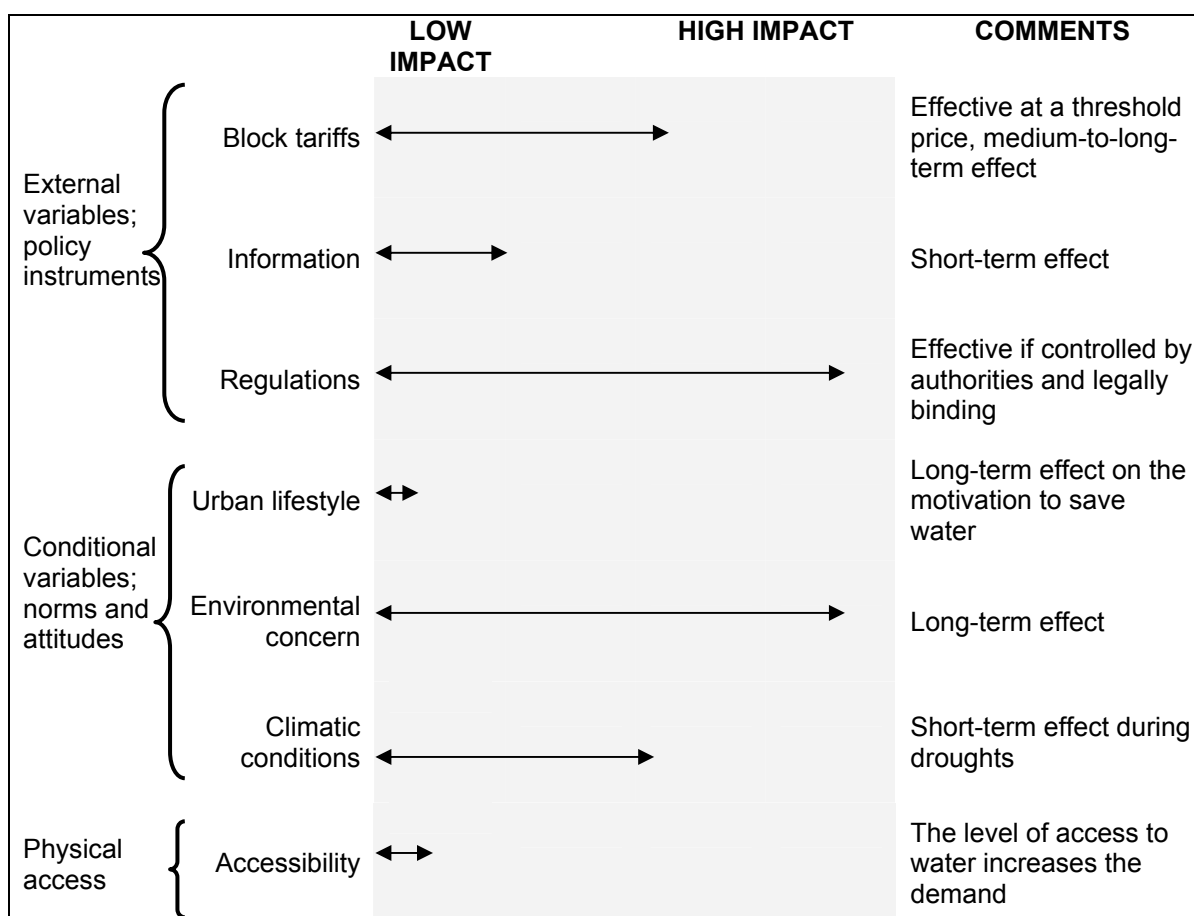 LOW
IMPACT
HIGH IMPACT
COMMENTS
External
variables;
policy
instruments
Block tariffs
Effective at a threshold
price, medium-to-long-
term effect
Information
Short-term effect
Regulations
Effective if controlled by
authorities and legally
binding
Conditional
variables;
norms and
attitudes
Urban lifestyle
Long-term effect on the
motivation to save
water
Environmental
concern
Long-term effect
Climatic
conditions
Short-term effect during
droughts
Physical
access
Accessibility
The level of access to
water increases the
demand